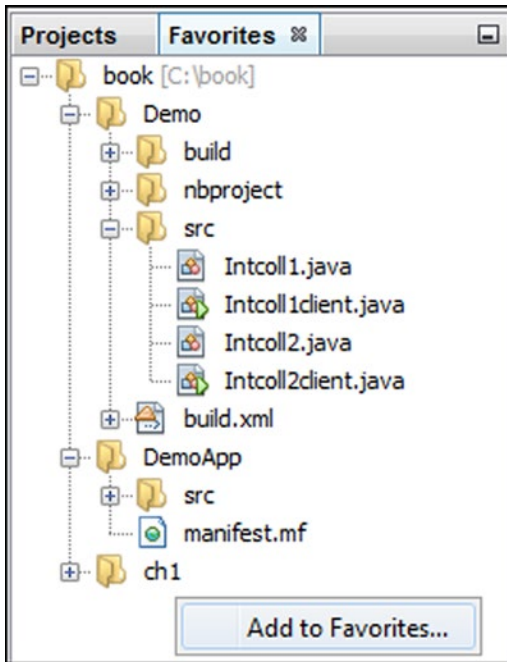 Projects Favorites
book [C:\book]
Demo
build
nbproject
src
Intcoll1.java
Intcoll1client.java
Intcoll2.java
Intcoll2client.java
build.xml
DemoApp
src
manifest.mf
ch1
Add to Favorites...